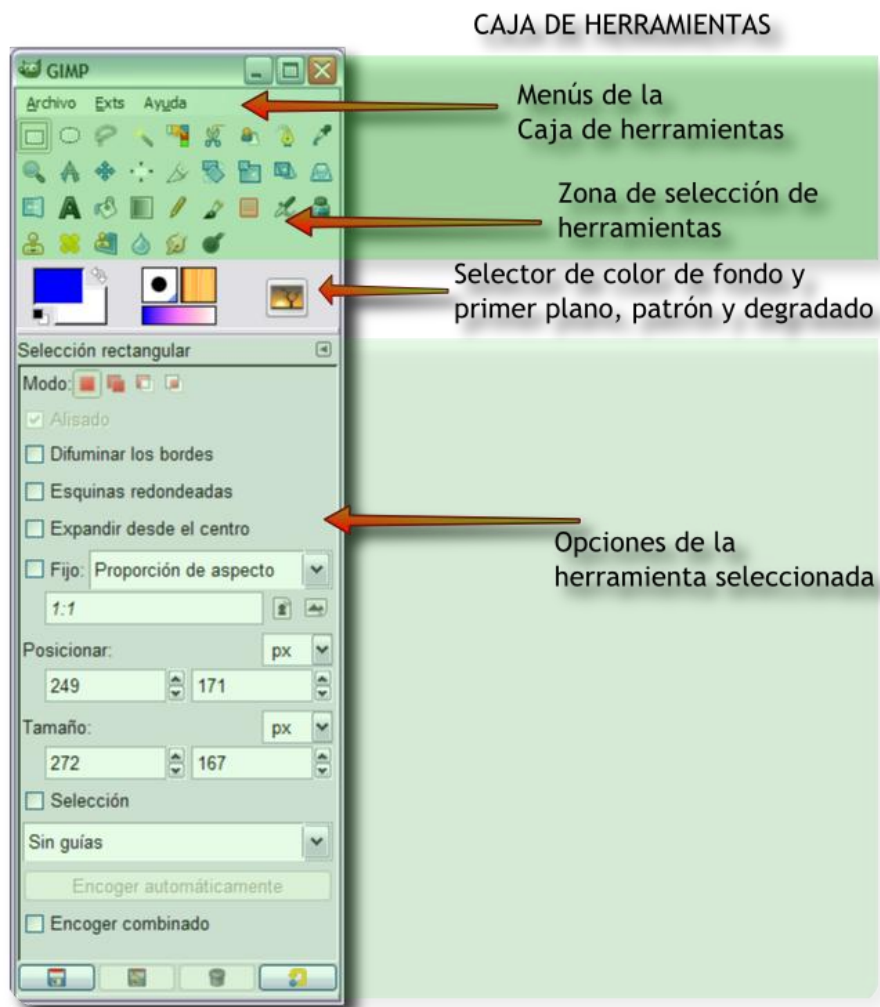 CAJA DE HERRAMIENTAS
GIMP
Archivo Exts Ayuda
Menús de la
Caja de herramientas
Zona de selección de
herramientas
Selector de color de fondo y
primer plano, patrón y degradado
Selección rectangular
Modo:
Alisado
Difuminar los bordes
Esquinas redondeadas
Expandir desde el centro
Fijo: Proporción de aspecto
1:1
Opciones de la
herramienta seleccionada
Posicionar: px
249 171
Tamaño: px
272 167
Selección
Sin guías
Encoger automáticamente
Encoger combinado